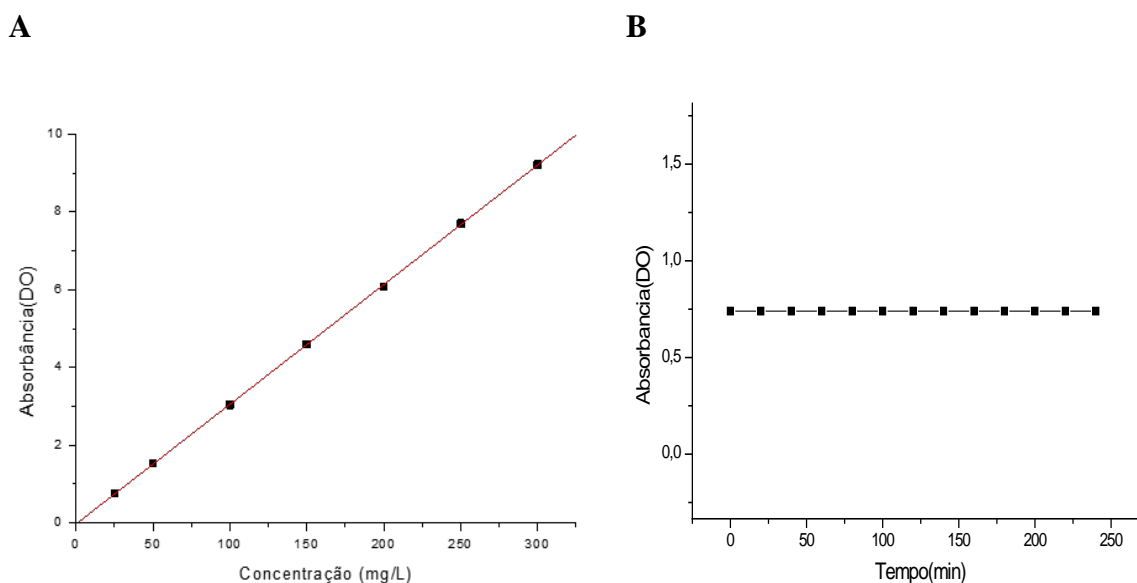 A
B
Absorbância(DO)
10
8
6
4
2
0
0 50 100 150 200 250 300
Concentração (mg/L)
Absorbancia(DO)
1,5
1,0
0,5
0,0
0 50 100 150 200 250
Tempo(min)